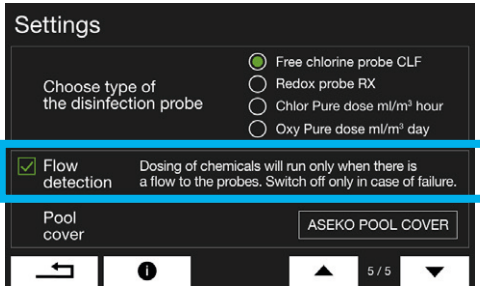 Settings
Choose type of
the disinfection probe
Free chlorine probe CLF
Redox probe RX
Chlor Pure dose ml/m³ hour
Oxy Pure dose ml/m³ day
Flow
detection
Dosing of chemicals will run only when there is
a flow to the probes. Switch off only in case of failure.
Pool
cover
ASEKO POOL COVER
i
5/5